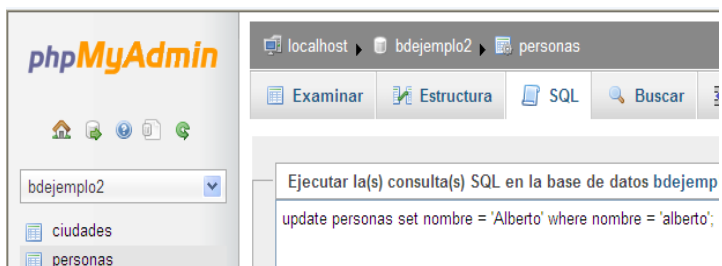 phpMyAdmin
localhost bdejemplo2 personas
Examinar Estructura SQL Buscar
bdejemplo2
ciudades
personas
Ejecutar la(s) consulta(s) SQL en la base de datos bdejemp
update personas set nombre = 'Alberto' where nombre = 'alberto';